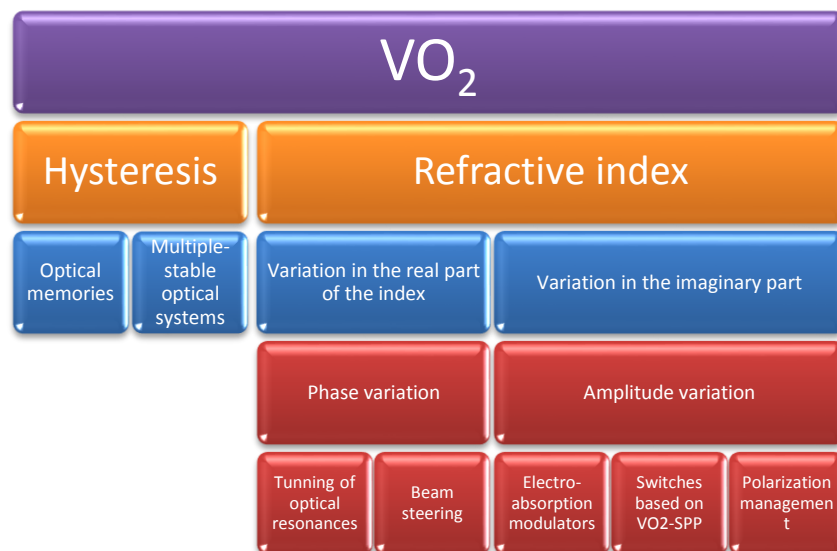 VO₂
Hysteresis
Refractive index
Optical
memories
Multiple-
stable
optical
systems
Variation in the real part
of the index
Variation in the imaginary part
Phase variation
Amplitude variation
Tunning of
optical
resonances
Beam
steering
Electro-
absorption
modulators
Switches
based on
VO2-SPP
Polarization
managemen
t